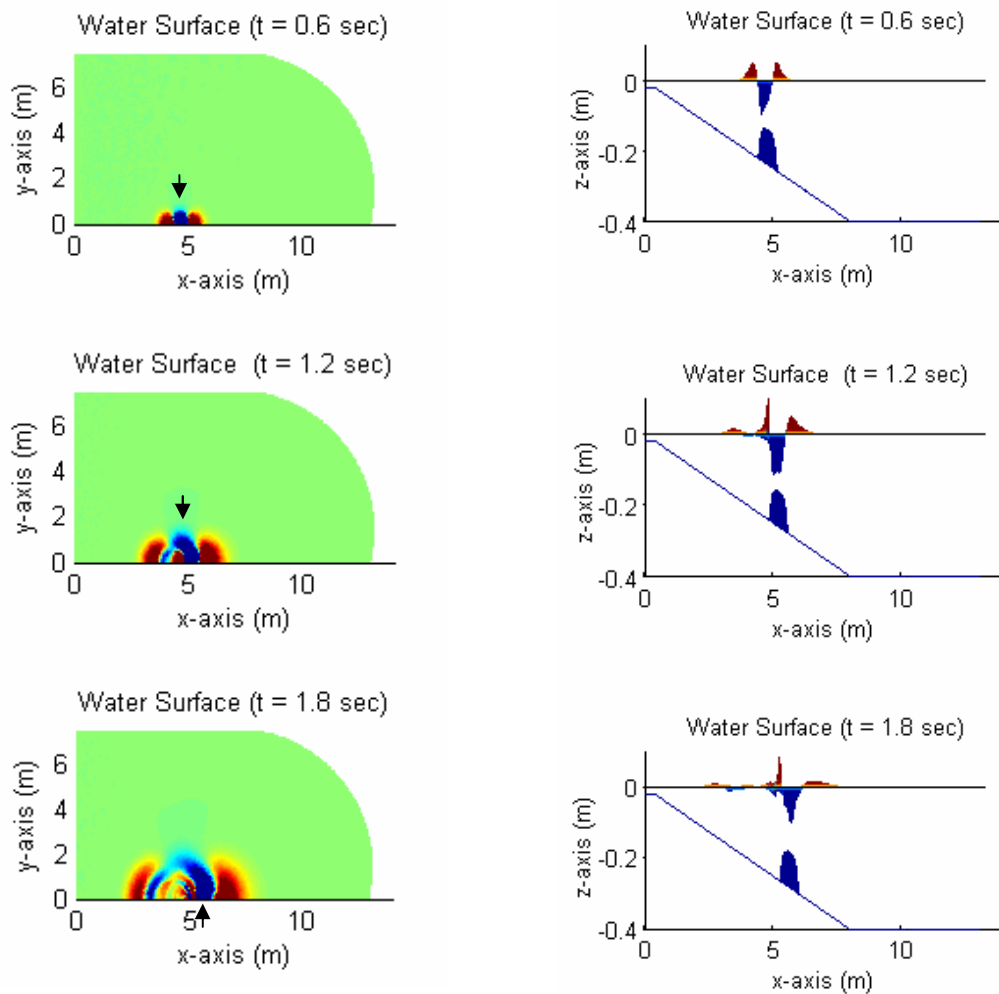 Water Surface (t = 0.6 sec)
y-axis (m)
6
4
2
0
0 5 10
x-axis (m)
Water Surface (t = 0.6 sec)
z-axis (m)
0
-0.2
-0.4
0 5 10
x-axis (m)
Water Surface (t = 1.2 sec)
y-axis (m)
6
4
2
0
0 5 10
x-axis (m)
Water Surface (t = 1.2 sec)
z-axis (m)
0
-0.2
-0.4
0 5 10
x-axis (m)
Water Surface (t = 1.8 sec)
y-axis (m)
6
4
2
0
0 5 10
x-axis (m)
Water Surface (t = 1.8 sec)
z-axis (m)
0
-0.2
-0.4
0 5 10
x-axis (m)